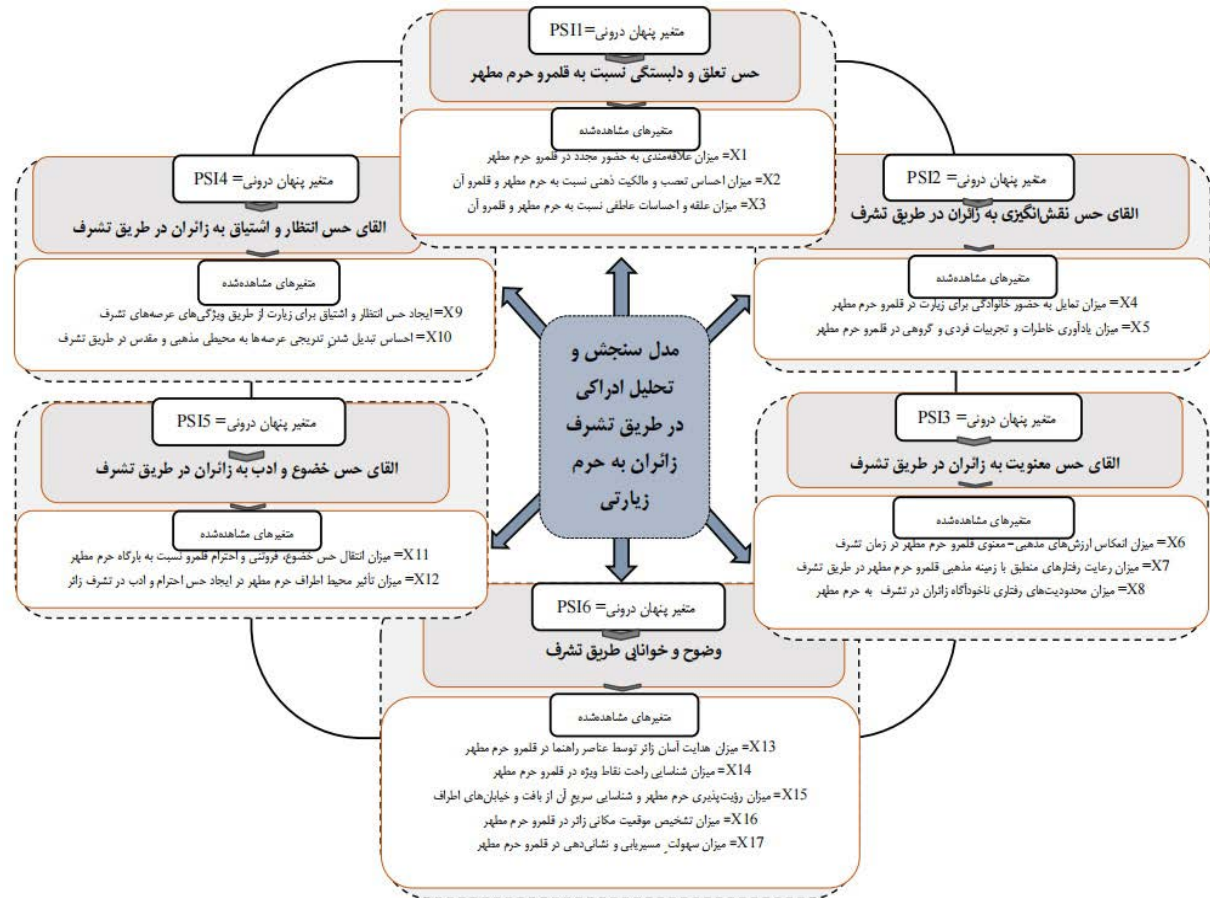 متغیر پنهان درونی=PSI1
حس تعلق و دلبستگی نسبت به قلمرو حرم مطهر
متغیرهای مشاهده‌شده
X1= میزان علاقه‌مندی به حضور مجدد در قلمرو حرم مطهر
X2= میزان احساس تعصب و مالکیت ذهنی نسبت به حرم مطهر و قلمرو آن
X3= میزان علقه و احساسات عاطفی نسبت به حرم مطهر و قلمرو آن
متغیر پنهان درونی= PSI2
القای حس نقش‌انگیزی به زائران در طریق تشرف
متغیرهای مشاهده‌شده
X4= میزان تمایل به حضور خانوادگی برای زیارت در قلمرو حرم مطهر
X5= میزان یادآوری خاطرات و تجربیات فردی و گروهی در قلمرو حرم مطهر
متغیر پنهان درونی= PSI4
القای حس انتظار و اشتیاق به زائران در طریق تشرف
متغیرهای مشاهده‌شده
X9= ایجاد حس انتظار و اشتیاق برای زیارت از طریق ویژگی‌های عرصه‌های تشرف
X10= احساس تبدیل شدنِ تدریجی عرصه‌ها به محیطی مذهبی و مقدس در طریق تشرف
مدل سنجش و
تحلیل ادراکی
در طریق تشرف
زائران به حرم
زیارتی
متغیر پنهان درونی= PSI3
القای حس معنویت به زائران در طریق تشرف
متغیرهای مشاهده‌شده
X6= میزان انعکاس ارزش‌های مذهبی-معنوی قلمرو حرم مطهر در زمان تشرف
X7= میزان رعایت رفتارهای منطبق با زمینه مذهبی قلمرو حرم مطهر در طریق تشرف
X8= میزان محدودیت‌های رفتاری ناخودآگاه زائران در تشرف به حرم مطهر
متغیر پنهان درونی= PSI5
القای حس خضوع و ادب به زائران در طریق تشرف
متغیرهای مشاهده‌شده
X11= میزان انتقال حس خضوع، فروتنی و احترام قلمرو نسبت به بارگاه حرم مطهر
X12= میزان تأثیر محیط اطراف حرم مطهر در ایجاد حس احترام و ادب در تشرف زائر
متغیر پنهان درونی= PSI6
وضوح و خوانایی طریق تشرف
متغیرهای مشاهده‌شده
X13= میزان هدایت آسان زائر توسط عناصر راهنما در قلمرو حرم مطهر
X14= میزان شناسایی راحت نقاط ویژه در قلمرو حرم مطهر
X15= میزان رؤیت‌پذیری حرم مطهر و شناسایی سریعِ آن از بافت و خیابان‌های اطراف
X16= میزان تشخیص موقعیت مکانی زائر در قلمرو حرم مطهر
X17= میزان سهولتِ مسیریابی و نشانی‌دهی در قلمرو حرم مطهر